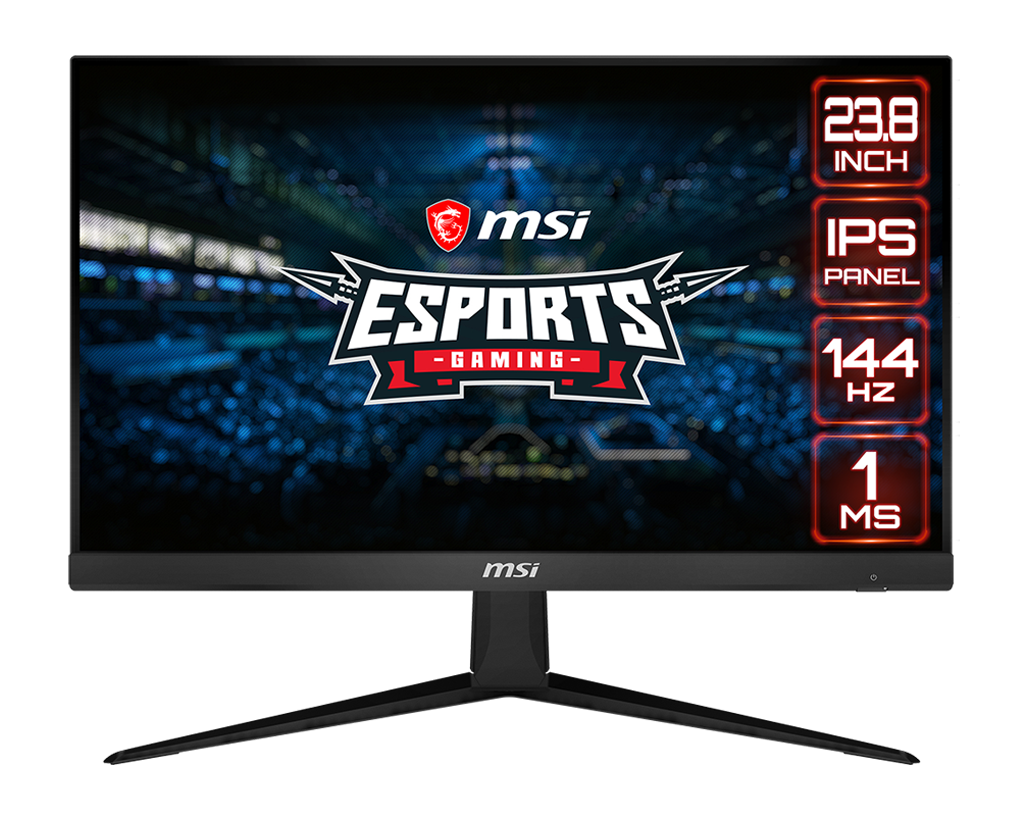 msi
ESPORTS
-GAMING-
23.8
INCH
IPS
PANEL
144
HZ
1
MS
msi